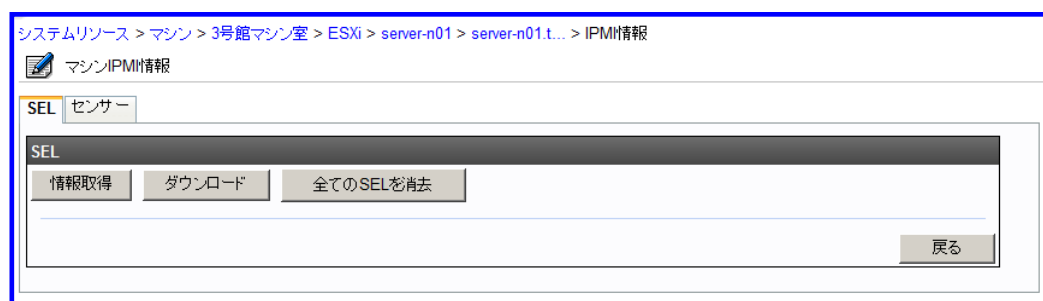 システムリソース > マシン > 3号館マシン室 > ESXi > server-n01 > server-n01.t... > IPMI情報
マシンIPMI情報
SEL センサー
SEL
情報取得 ダウンロード 全てのSELを消去
戻る